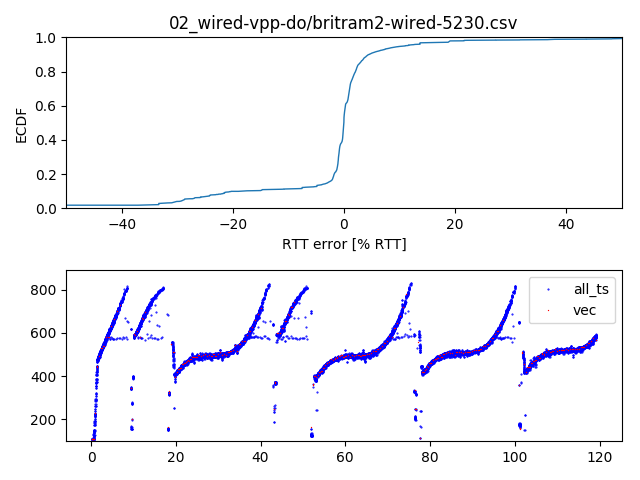 02_wired-vpp-do/britram2-wired-5230.csv
1.0
0.8
0.6
0.4
0.2
0.0
ECDF
−40 −20 0 20 40
RTT error [% RTT]
800
600
400
200
all_ts
vec
0 20 40 60 80 100 120